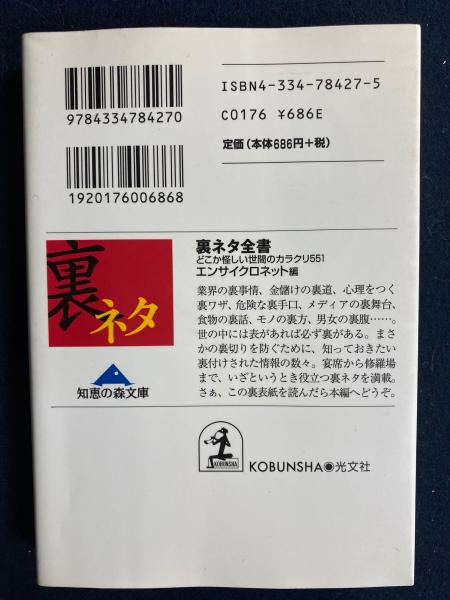 ISBN4-334-78427-5
9784334784270
C0176 ¥686E
定価(本体686円+税)
1920176006868
裏ネタ
知恵の森文庫
裏ネタ全書
どこか怪しい世間のカラクリ551
エンサイクロネット編
業界の裏事情、金儲けの裏道、心理をつく
裏ワザ、危険な裏手口、メディアの裏舞台、
食物の裏話、モノの裏方、男女の裏腹……。
世の中には表があれば必ず裏がある。まさ
かの裏切りを防ぐために、知っておきたい
裏付けされた情報の数々。宴席から修羅場
まで、いざというとき役立つ裏ネタを満載。
さぁ、この裏表紙を読んだら本編へどうぞ。
KOBUNSHA
KOBUNSHA◉光文社